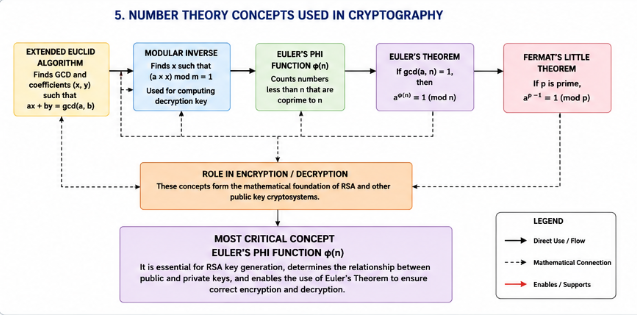 5. NUMBER THEORY CONCEPTS USED IN CRYPTOGRAPHY
EXTENDED EUCLID
ALGORITHM
Finds GCD and
coefficients (x, y)
such that
ax + by = gcd(a, b)
MODULAR INVERSE
Finds x such that
(a × x) mod m = 1
Used for computing
decryption key
EULER'S PHI
FUNCTION φ(n)
Counts numbers
less than n that are
coprime to n
EULER'S THEOREM
If gcd(a, n) = 1,
then
a^φ(n) ≡ 1 (mod n)
FERMAT'S LITTLE
THEOREM
If p is prime,
a^p − 1 ≡ 1 (mod p)
ROLE IN ENCRYPTION / DECRYPTION
These concepts form the mathematical foundation of RSA and other
public key cryptosystems.
MOST CRITICAL CONCEPT
EULER'S PHI FUNCTION φ(n)
It is essential for RSA key generation, determines the relationship between
public and private keys, and enables the use of Euler's Theorem to ensure
correct encryption and decryption.
LEGEND
Direct Use / Flow
Mathematical Connection
Enables / Supports